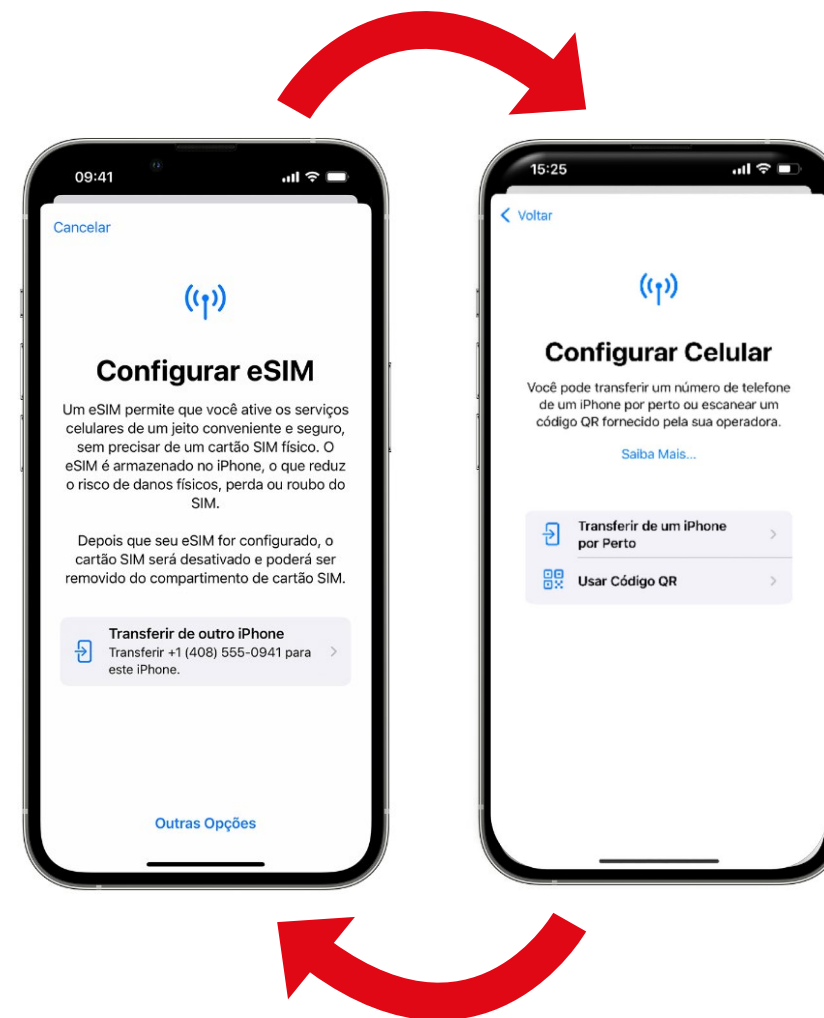 09:41
Cancelar
Configurar eSIM
Um eSIM permite que você ative os serviços
celulares de um jeito conveniente e seguro,
sem precisar de um cartão SIM físico. O
eSIM é armazenado no iPhone, o que reduz
o risco de danos físicos, perda ou roubo do
SIM.
Depois que seu eSIM for configurado, o
cartão SIM será desativado e poderá ser
removido do compartimento de cartão SIM.
Transferir de outro iPhone
Transferir +1 (408) 555-0941 para
este iPhone.
Outras Opções
15:25
Voltar
Configurar Celular
Você pode transferir um número de telefone
de um iPhone por perto ou escanear um
código QR fornecido pela sua operadora.
Saiba Mais...
Transferir de um iPhone
por Perto
Usar Código QR